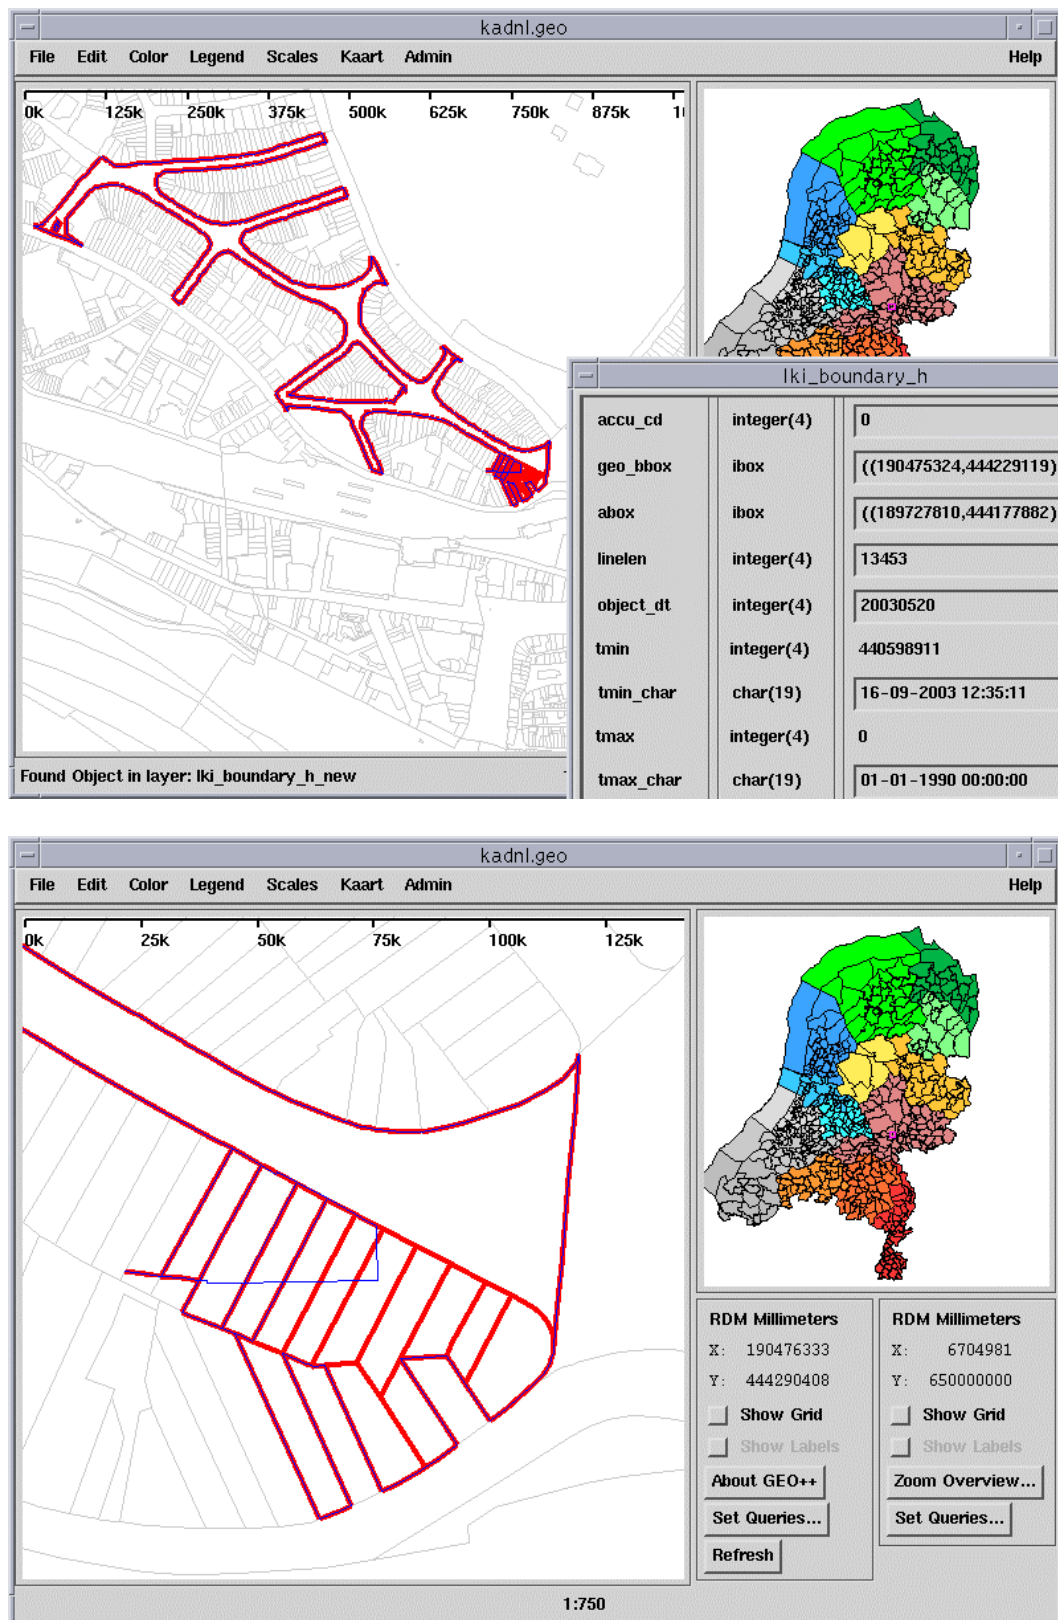 kadnl.geo
File Edit Color Legend Scales Kaart Admin Help
0k 125k 250k 375k 500k 625k 750k 875k
lki_boundary_h
accu_cd integer(4) 0
geo_bbox ibox ((190475324,444229119)
abox ibox ((189727810,444177882)
linelen integer(4) 13453
object_dt integer(4) 20030520
tmin integer(4) 440598911
tmin_char char(19) 16-09-2003 12:35:11
tmax integer(4) 0
tmax_char char(19) 01-01-1990 00:00:00
Found Object in layer: lki_boundary_h_new
kadnl.geo
File Edit Color Legend Scales Kaart Admin Help
0k 25k 50k 75k 100k 125k
RDM Millimeters
X: 190476333
Y: 444290408
Show Grid
Show Labels
About GEO++
Set Queries...
Refresh
RDM Millimeters
X: 6704981
Y: 650000000
Show Grid
Show Labels
Zoom Overview...
Set Queries...
1:750